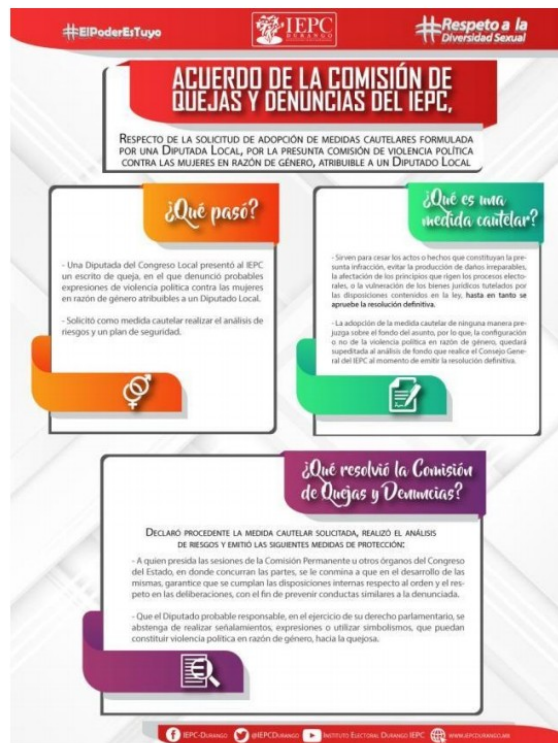 #ElPoderEsTuyo
IEPC
DURANGO
#Respeto a la
Diversidad Sexual
ACUERDO DE LA COMISIÓN DE
QUEJAS Y DENUNCIAS DEL IEPC,
RESPECTO DE LA SOLICITUD DE ADOPCIÓN DE MEDIDAS CAUTELARES FORMULADA
POR UNA DIPUTADA LOCAL, POR LA PRESUNTA COMISIÓN DE VIOLENCIA POLÍTICA
CONTRA LAS MUJERES EN RAZÓN DE GÉNERO, ATRIBUIBLE A UN DIPUTADO LOCAL
¿Qué pasó?
- Una Diputada del Congreso Local presentó al IEPC
un escrito de queja, en el que denunció probables
expresiones de violencia política contra las mujeres
en razón de género atribuibles a un Diputado Local.
- Solicitó como medida cautelar realizar el análisis de
riesgos y un plan de seguridad.
¿Qué es una
medida cautelar?
- Sirven para cesar los actos o hechos que constituyan la pre-
sunta infracción, evitar la producción de daños irreparables,
la afectación de los principios que rigen los procesos electo-
rales, o la vulneración de los bienes jurídicos tutelados por
las disposiciones contenidas en la ley, hasta en tanto se
apruebe la resolución definitiva.
- La adopción de la medida cautelar de ninguna manera pre-
juzga sobre el fondo del asunto, por lo que, la configuración
o no de la violencia política en razón de género, quedará
supeditada al análisis de fondo que realice el Consejo Gene-
ral del IEPC al momento de emitir la resolución definitiva.
¿Qué resolvió la Comisión
de Quejas y Denuncias?
DECLARÓ PROCEDENTE LA MEDIDA CAUTELAR SOLICITADA, REALIZÓ EL ANÁLISIS
DE RIESGOS Y EMITIÓ LAS SIGUIENTES MEDIDAS DE PROTECCIÓN:
- A quien presida las sesiones de la Comisión Permanente u otros órganos del Congreso
del Estado, en donde concurran las partes, se le conmina a que en el desarrollo de las
mismas, garantice que se cumplan las disposiciones internas respecto al orden y el res-
peto en las deliberaciones, con el fin de prevenir conductas similares a la denunciada.
- Que el Diputado probable responsable, en el ejercicio de su derecho parlamentario, se
abstenga de realizar señalamientos, expresiones o utilizar simbolismos, que puedan
constituir violencia política en razón de género, hacia la quejosa.
IEPC-DURANGO @IEPCDURANGO INSTITUTO ELECTORAL DURANGO IEPC WWW.IEPCDURANGO.MX